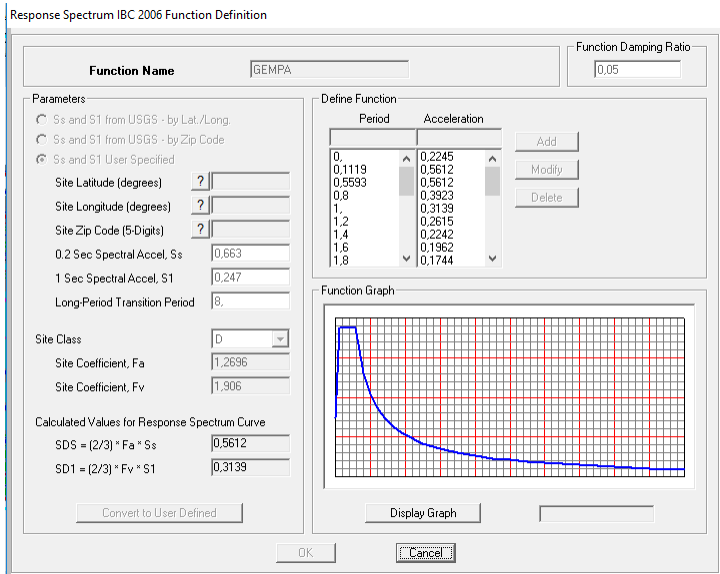 Response Spectrum IBC 2006 Function Definition
Function Name
GEMPA
Function Damping Ratio
0,05
Parameters
Ss and S1 from USGS - by Lat./Long.
Ss and S1 from USGS - by Zip Code
Ss and S1 User Specified
Site Latitude (degrees) ?
Site Longitude (degrees) ?
Site Zip Code (5-Digits) ?
0.2 Sec Spectral Accel, Ss 0,663
1 Sec Spectral Accel, S1 0,247
Long-Period Transition Period 8,
Site Class D
Site Coefficient, Fa 1,2696
Site Coefficient, Fv 1,906
Calculated Values for Response Spectrum Curve
SDS = (2/3) * Fa * Ss 0,5612
SD1 = (2/3) * Fv * S1 0,3139
Convert to User Defined
Define Function
Period Acceleration
0, 0,2245
0,1119 0,5612
0,5593 0,5612
0,8 0,3923
1, 0,3139
1,2 0,2615
1,4 0,2242
1,6 0,1962
1,8 0,1744
Add
Modify
Delete
Function Graph
Display Graph
OK
Cancel